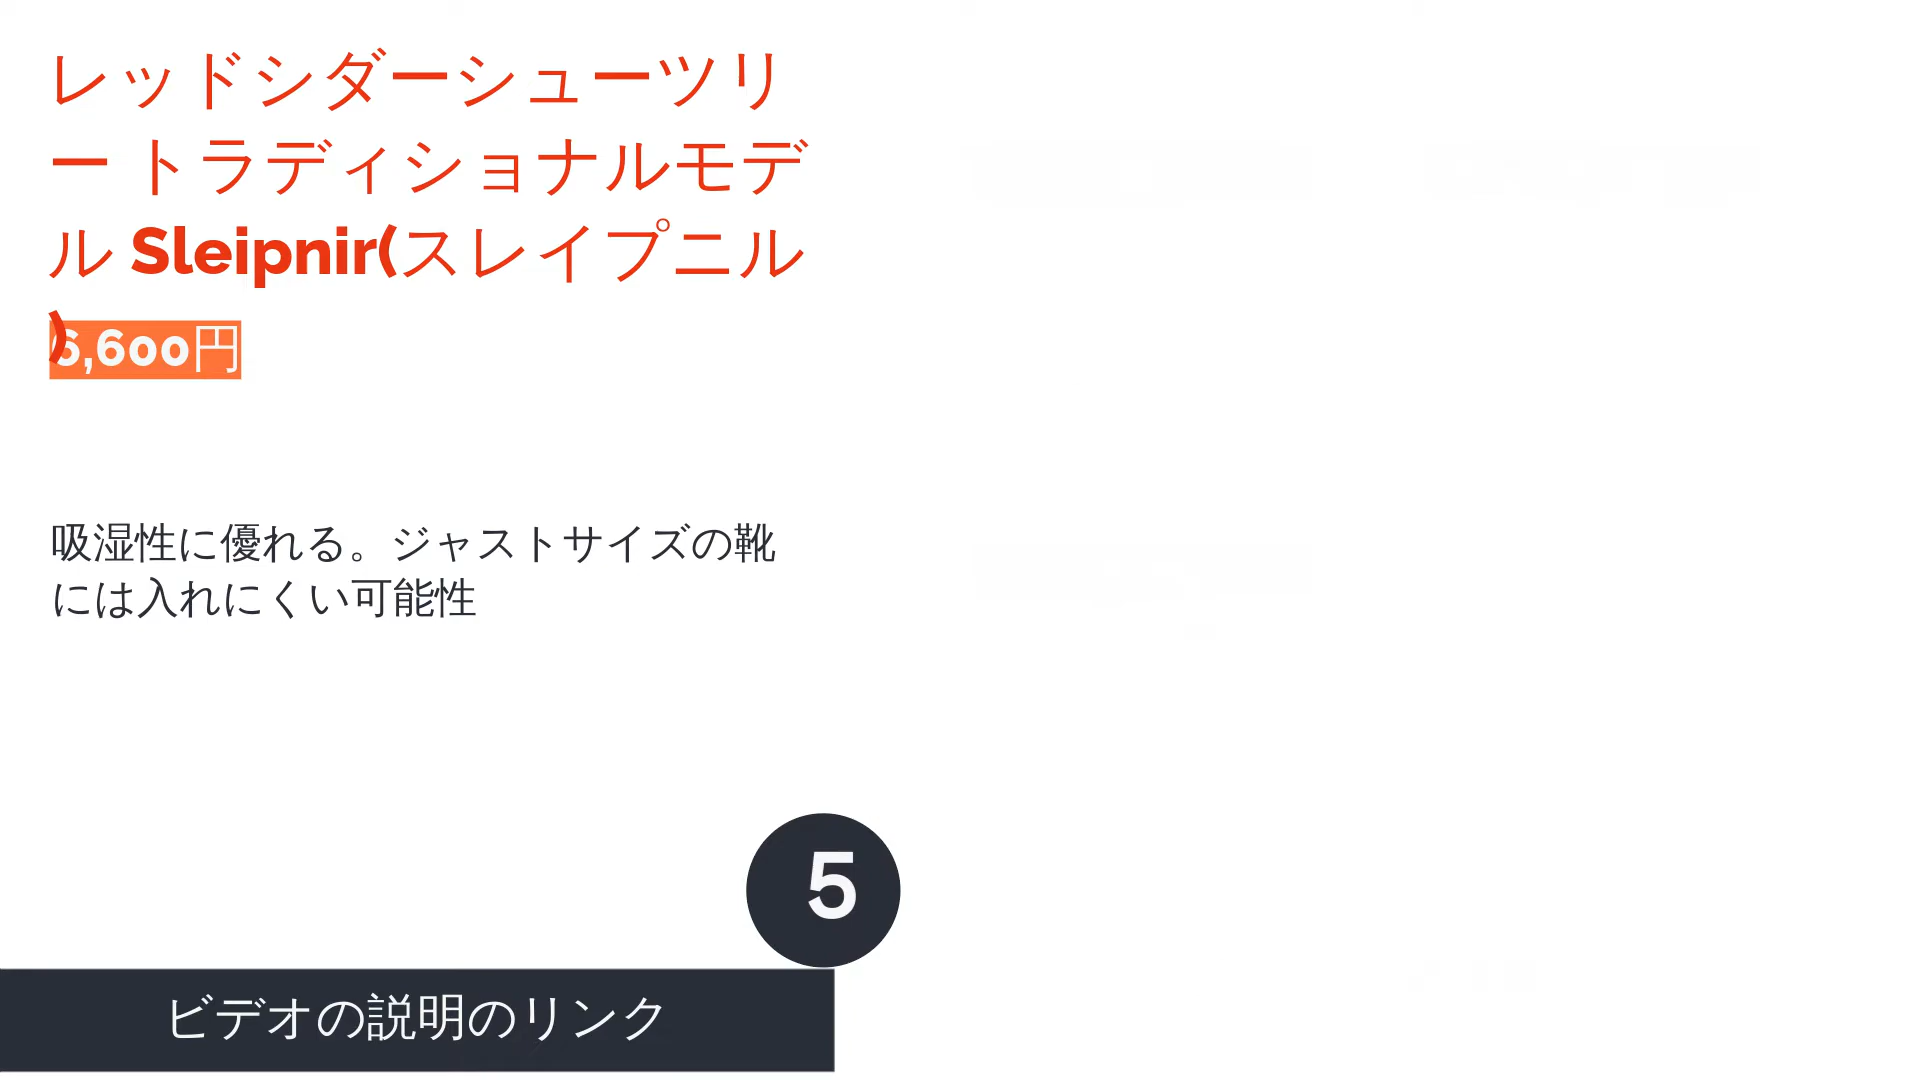 レッドシダーシューツリ
ー トラディショナルモデ
ル Sleipnir(スレイプニル
)
6,600円
吸湿性に優れる。ジャストサイズの靴
には入れにくい可能性
5
ビデオの説明のリンク